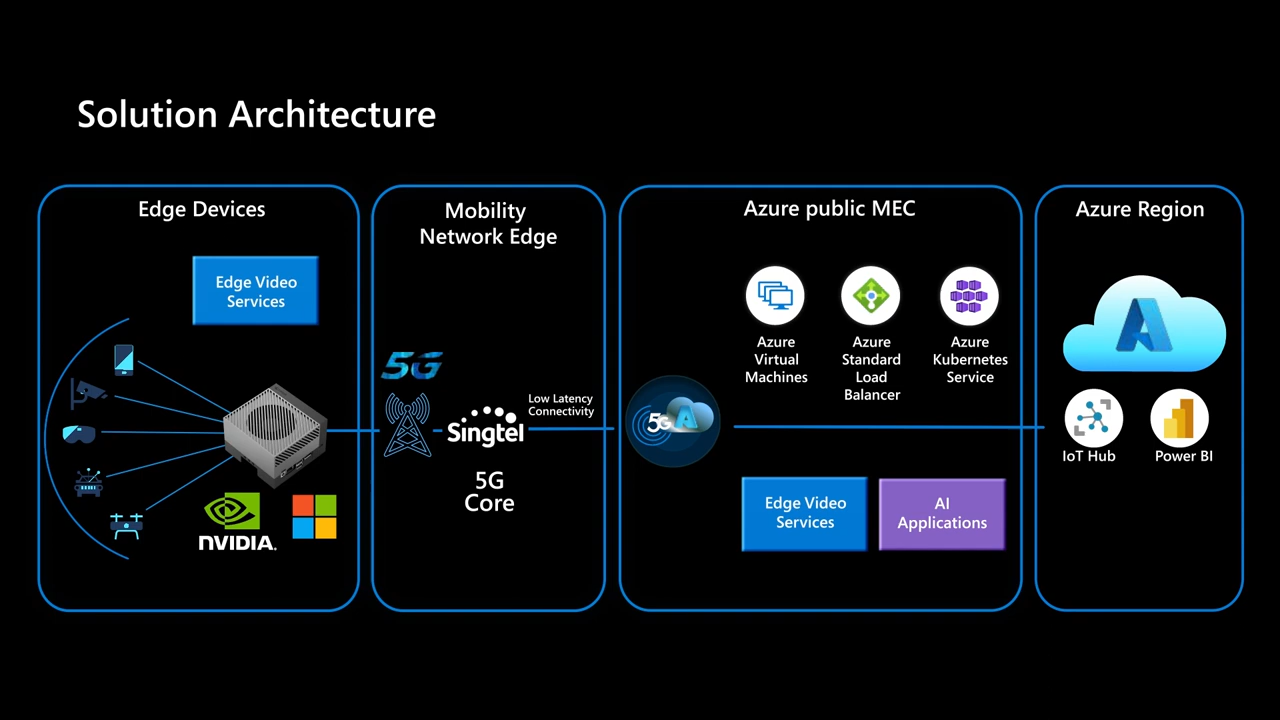 Solution Architecture
Edge Devices
Edge Video
Services
NVIDIA.
Mobility
Network Edge
5G
Singtel
Low Latency
Connectivity
5G
Core
Azure public MEC
5G
Azure
Virtual
Machines
Azure
Standard
Load
Balancer
Azure
Kubernetes
Service
Edge Video
Services
AI
Applications
Azure Region
IoT Hub
Power BI